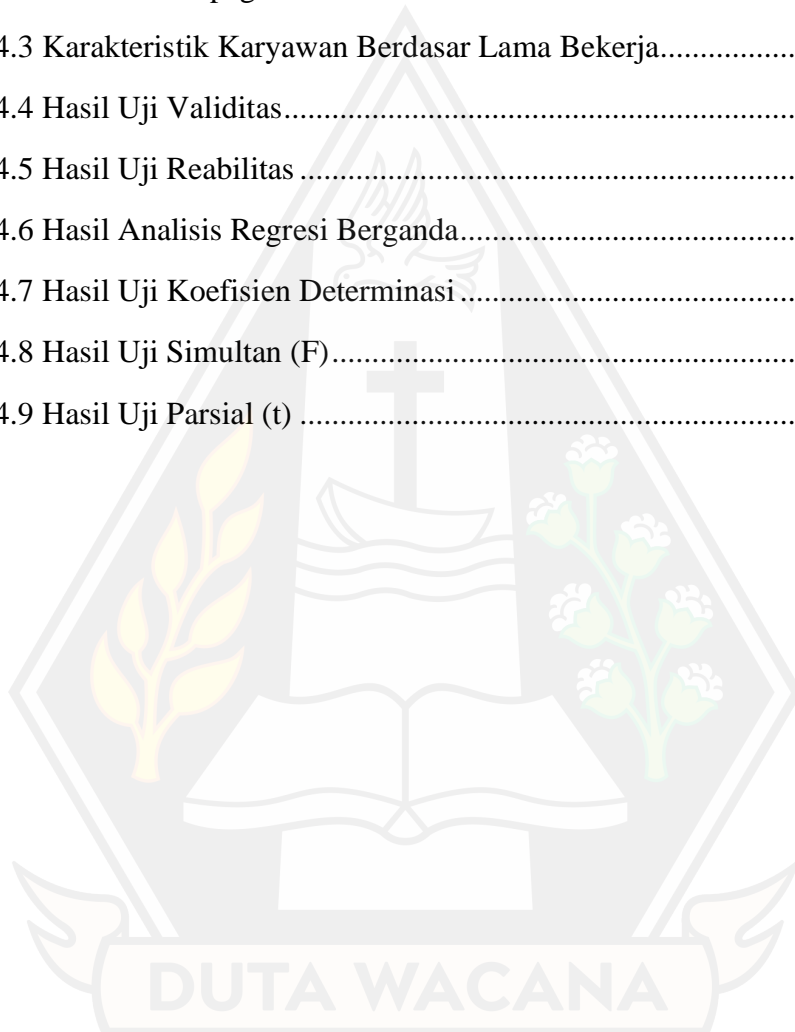 4.3 Karakteristik Karyawan Berdasar Lama Bekerja................
4.4 Hasil Uji Validitas................................................................
4.5 Hasil Uji Reabilitas ..............................................................
4.6 Hasil Analisis Regresi Berganda..........................................
4.7 Hasil Uji Koefisien Determinasi..........................................
4.8 Hasil Uji Simultan (F)..........................................................
4.9 Hasil Uji Parsial (t) ..............................................................
DUTA WACANA